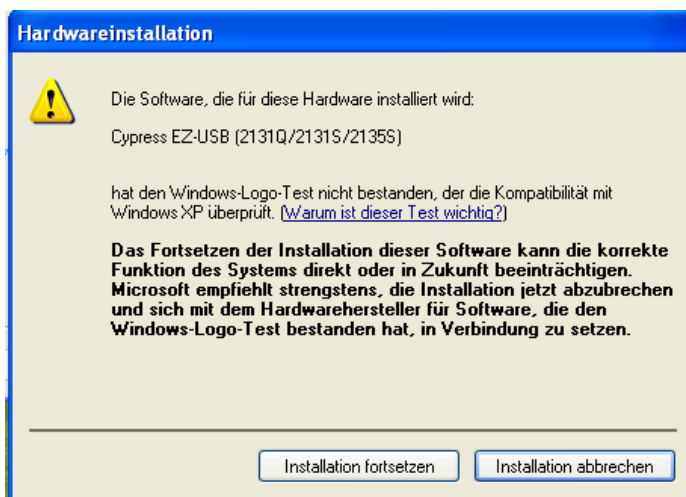 Hardwareinstallation
Die Software, die für diese Hardware installiert wird:
Cypress EZ-USB (2131Q/2131S/2135S)
hat den Windows-Logo-Test nicht bestanden, der die Kompatibilität mit
Windows XP überprüft. (Warum ist dieser Test wichtig?)
Das Fortsetzen der Installation dieser Software kann die korrekte
Funktion des Systems direkt oder in Zukunft beeinträchtigen.
Microsoft empfiehlt strengstens, die Installation jetzt abzubrechen
und sich mit dem Hardwarehersteller für Software, die den
Windows-Logo-Test bestanden hat, in Verbindung zu setzen.
Installation fortsetzen
Installation abbrechen